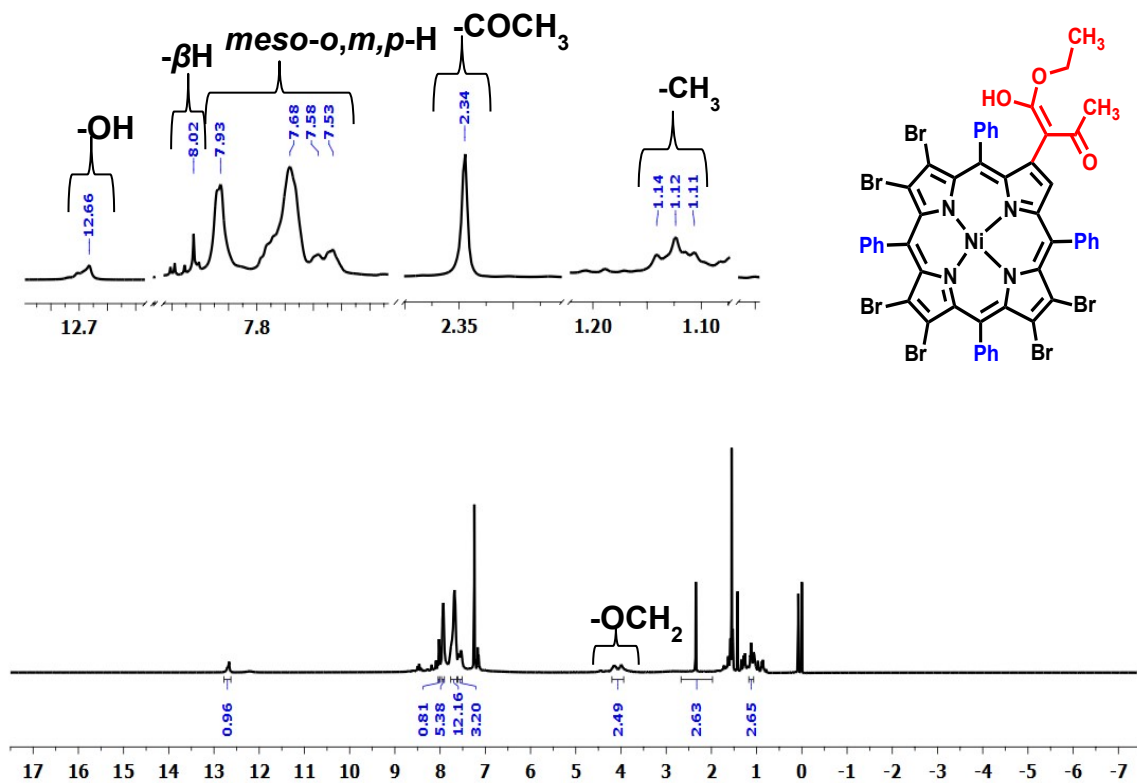 -OH
-βH
meso-o,m,p-H
-COCH3
-CH3
12.66
8.02
7.93
7.68
7.58
7.53
2.34
1.14
1.12
1.11
12.7
7.8
2.35
1.20
1.10
CH3
O
HO
CH3
O
Ph
Br
Br
N
N
Ph
Ni
Ph
N
N
Br
Br
Br
Br
Ph
-OCH2
0.96
0.81
5.38
12.16
3.20
2.49
2.63
2.65
17 16 15 14 13 12 11 10 9 8 7 6 5 4 3 2 1 0 -1 -2 -3 -4 -5 -6 -7